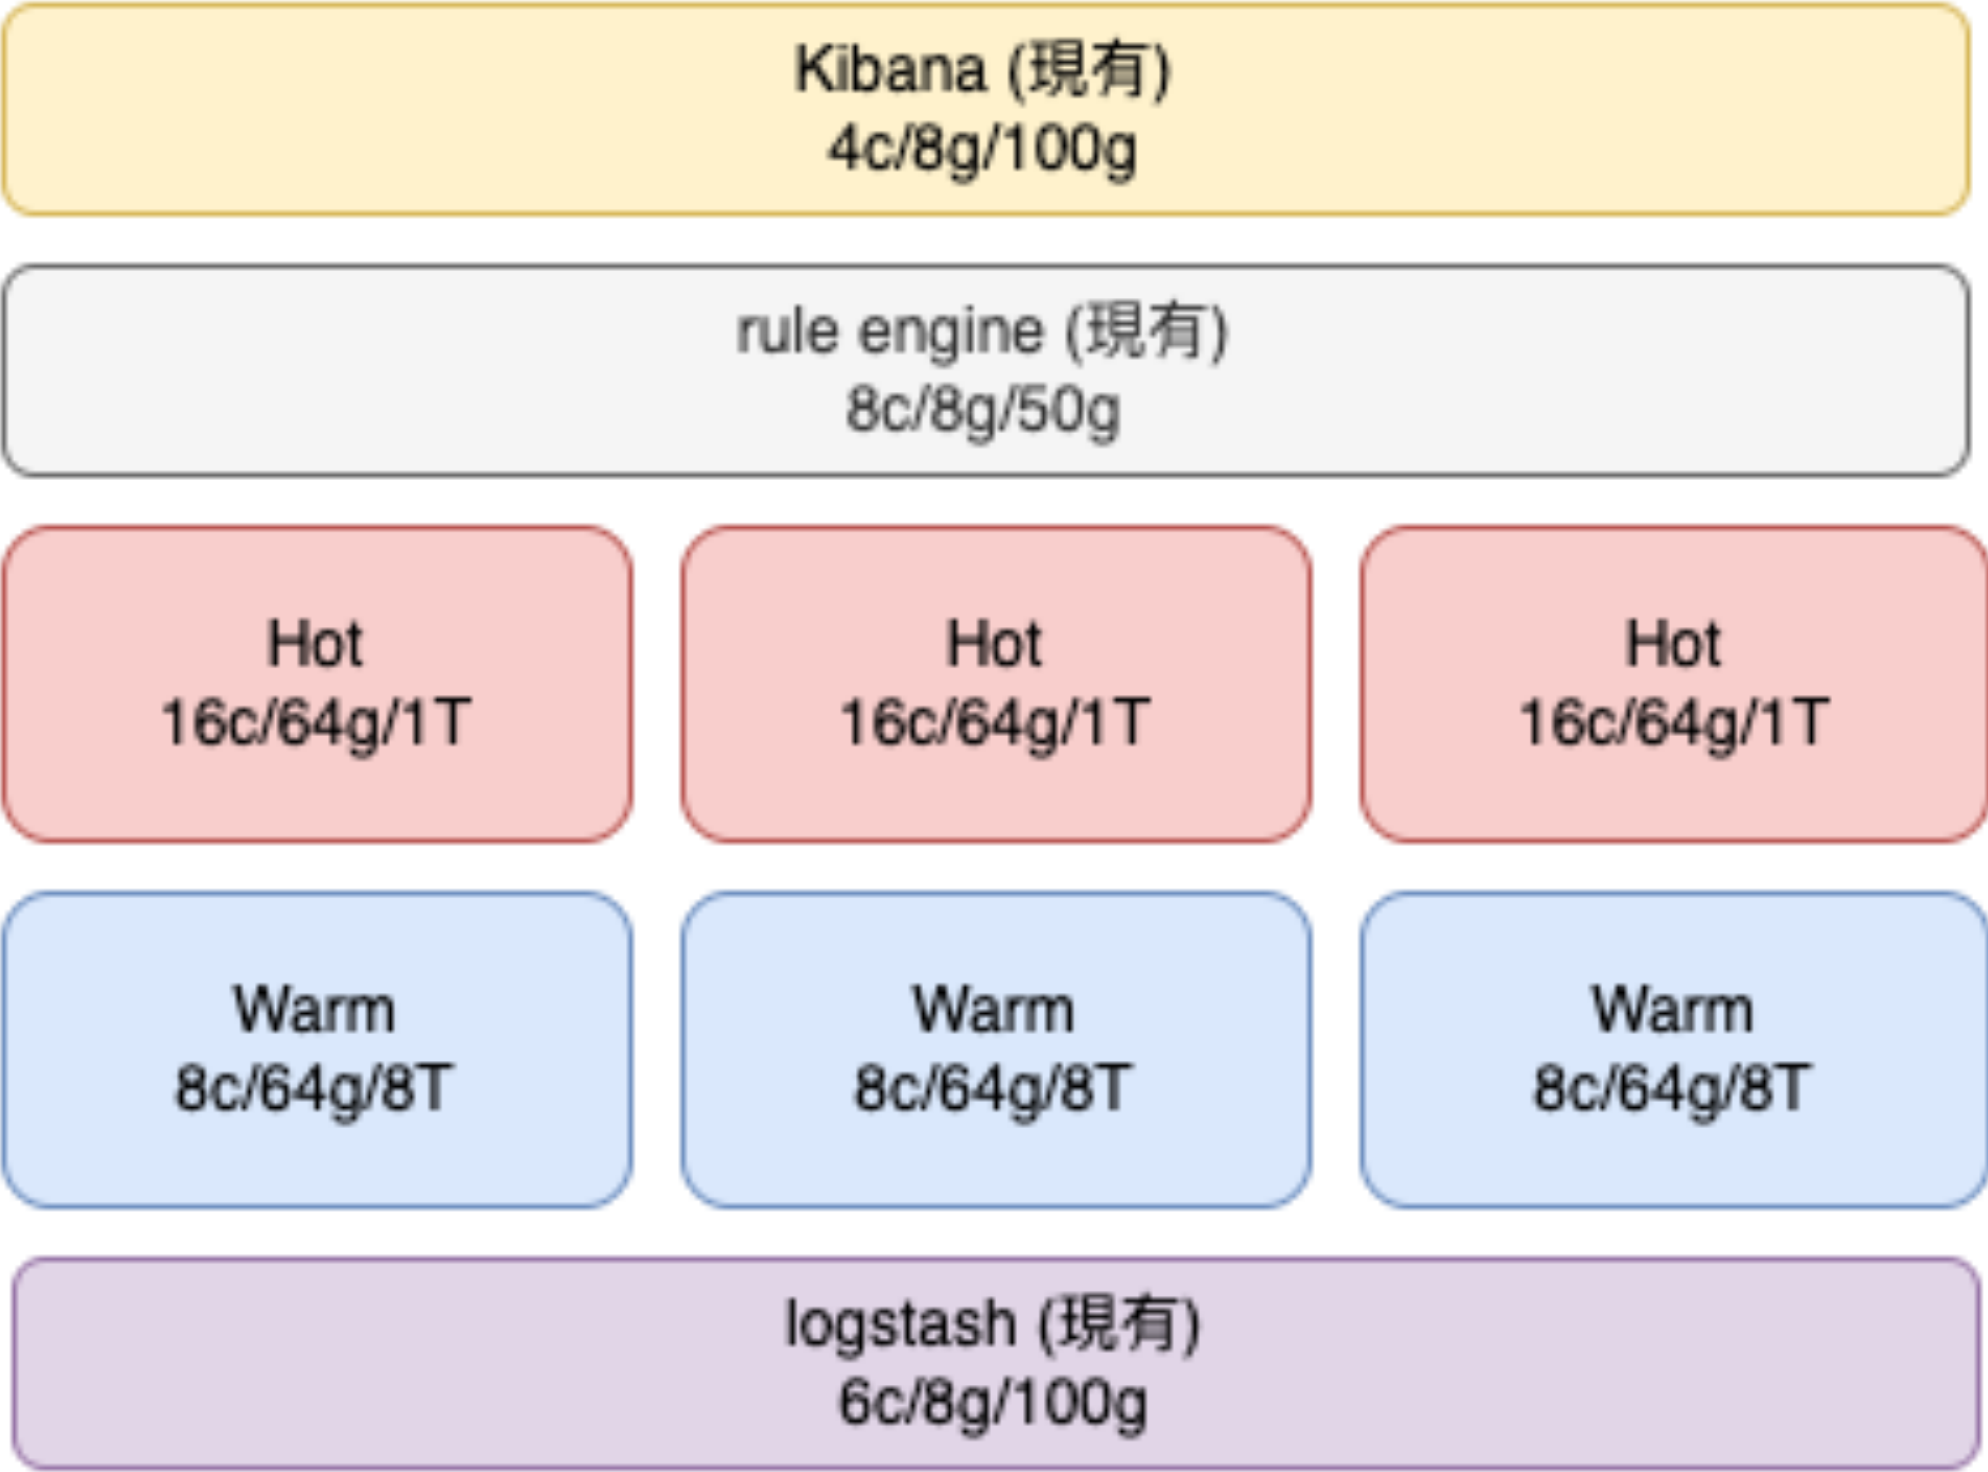 Kibana (現有)
4c/8g/100g
rule engine (現有)
8c/8g/50g
Hot
16c/64g/1T
Hot
16c/64g/1T
Hot
16c/64g/1T
Warm
8c/64g/8T
Warm
8c/64g/8T
Warm
8c/64g/8T
logstash (現有)
6c/8g/100g